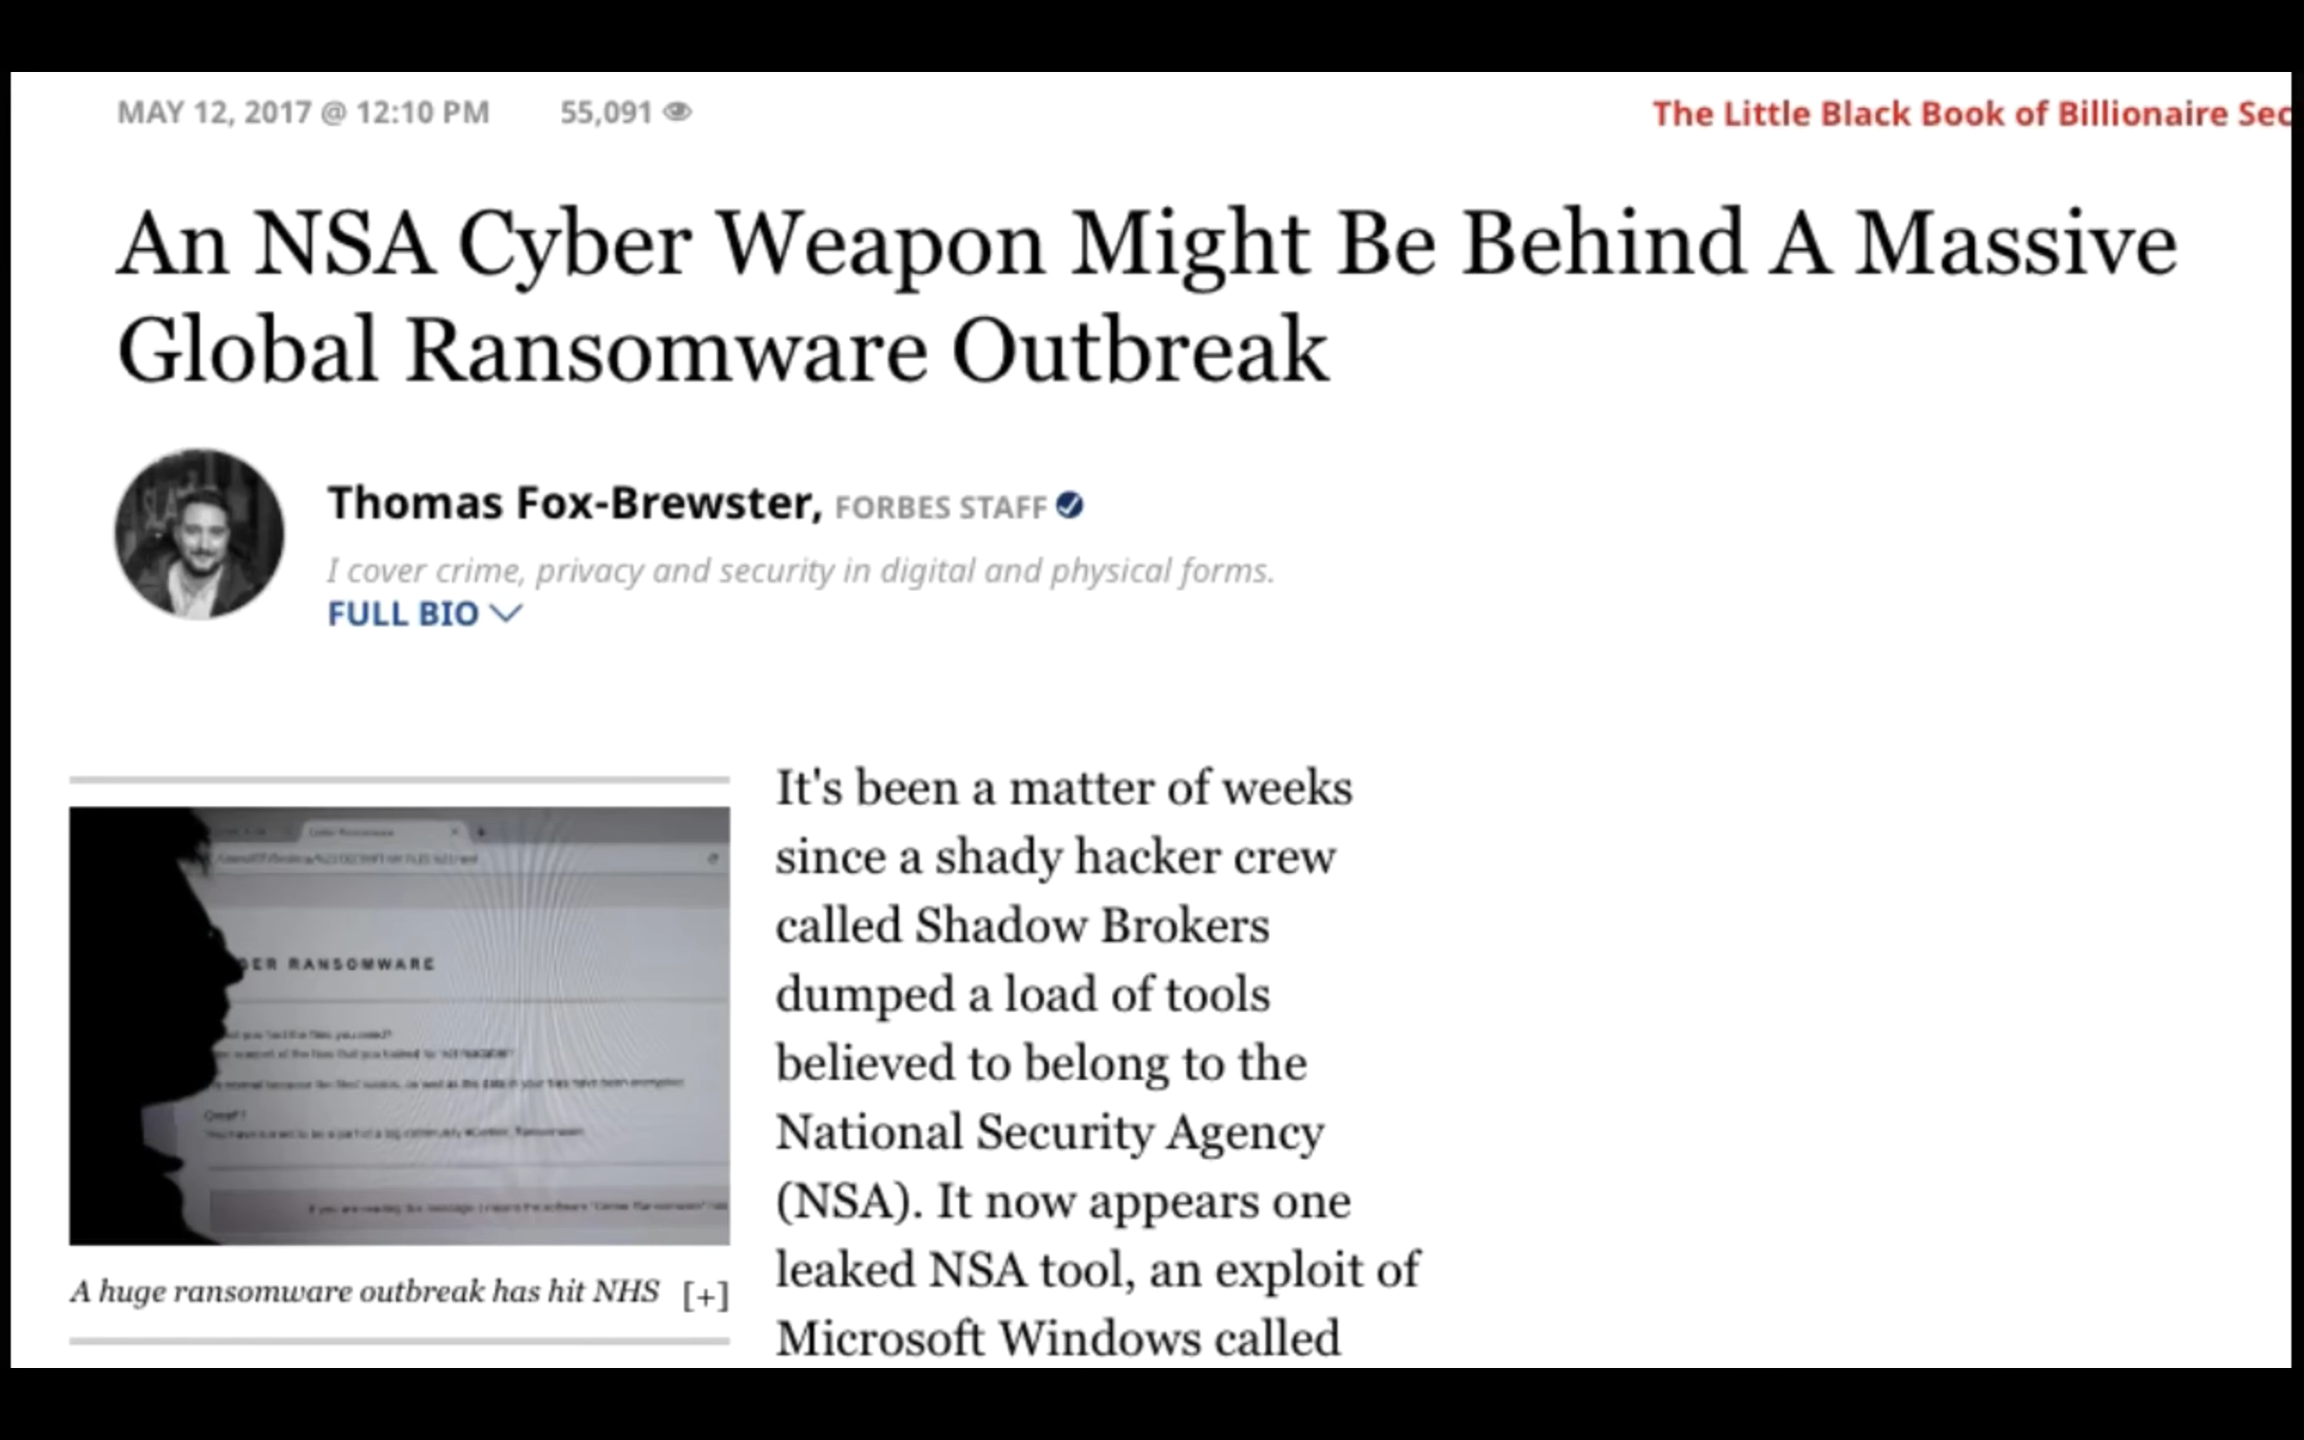 MAY 12, 2017 @ 12:10 PM 55,091
The Little Black Book of Billionaire Sec
An NSA Cyber Weapon Might Be Behind A Massive
Global Ransomware Outbreak
Thomas Fox-Brewster, FORBES STAFF
I cover crime, privacy and security in digital and physical forms.
FULL BIO
It's been a matter of weeks
since a shady hacker crew
called Shadow Brokers
dumped a load of tools
believed to belong to the
National Security Agency
(NSA). It now appears one
leaked NSA tool, an exploit of
Microsoft Windows called
RANSOMWARE
A huge ransomware outbreak has hit NHS [+]